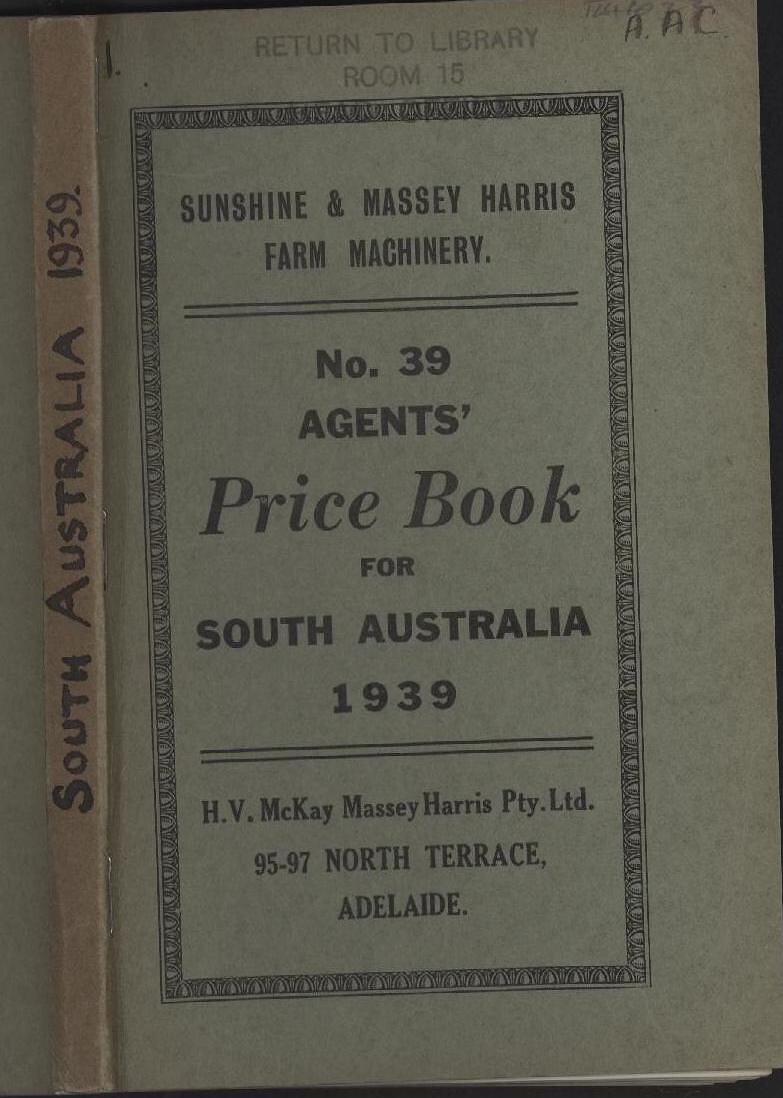 SOUTH AUSTRALIA 1939.
1.
A.A.C.
RETURN TO LIBRARY
ROOM 15
SUNSHINE & MASSEY HARRIS
FARM MACHINERY.
No. 39
AGENTS'
Price Book
FOR
SOUTH AUSTRALIA
1939
H.V. McKay Massey Harris Pty. Ltd.
95-97 NORTH TERRACE,
ADELAIDE.